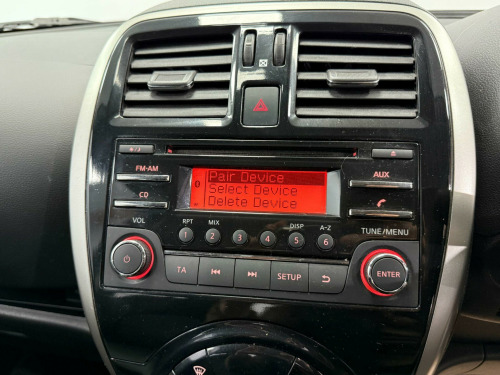 Pair Device
Select Device
Delete Device
FM·AM
AUX
CD
VOL
RPT
MIX
DISP
A-Z
TUNE/MENU
1
2
3
4
5
6
ENTER
TA
SETUP